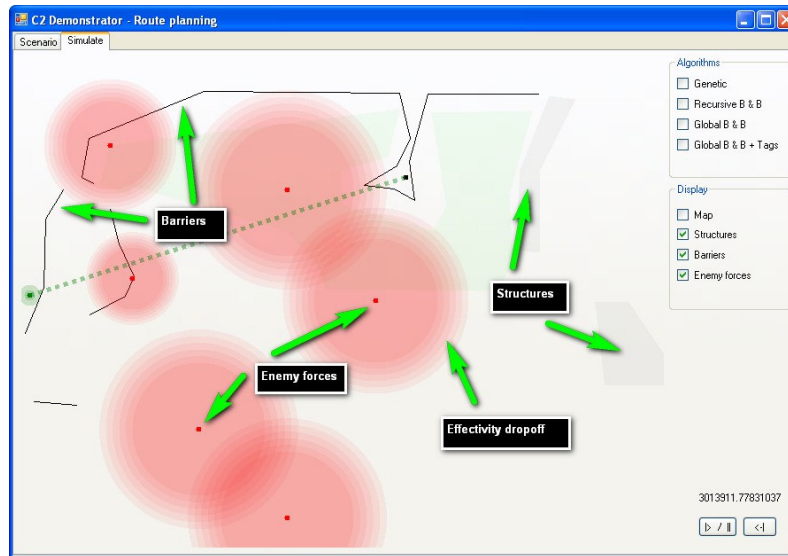 C2 Demonstrator - Route planning
Scenario
Simulate
Algorithms
Genetic
Recursive B & B
Global B & B
Global B & B + Tags
Display
Map
Structures
Barriers
Enemy forces
Barriers
Structures
Enemy forces
Effectivity dropoff
3013911.77831037